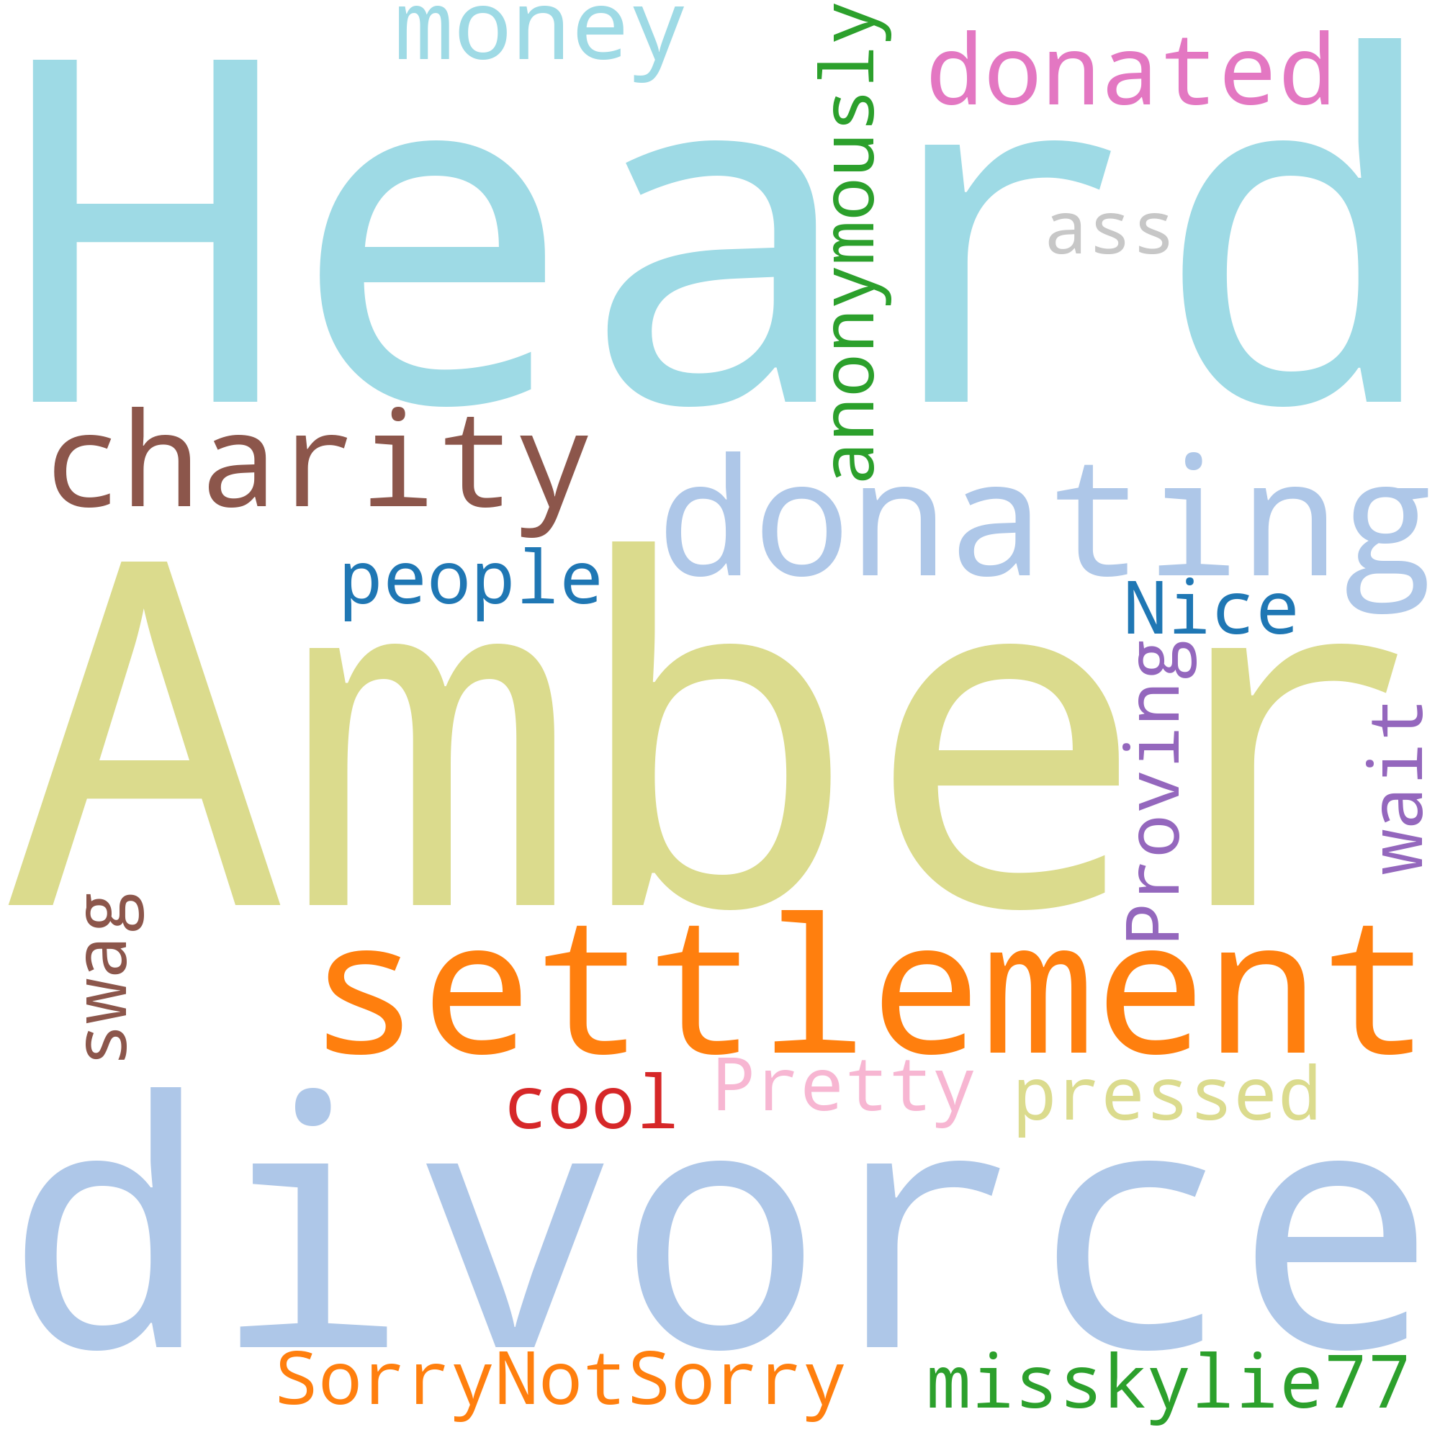 money
donated
anonymously
Heard
ass
charity
donating
people
Nice
Amber
Proving
wait
swag
settlement
cool
Pretty
pressed
divorce
SorryNotSorry
misskylie77